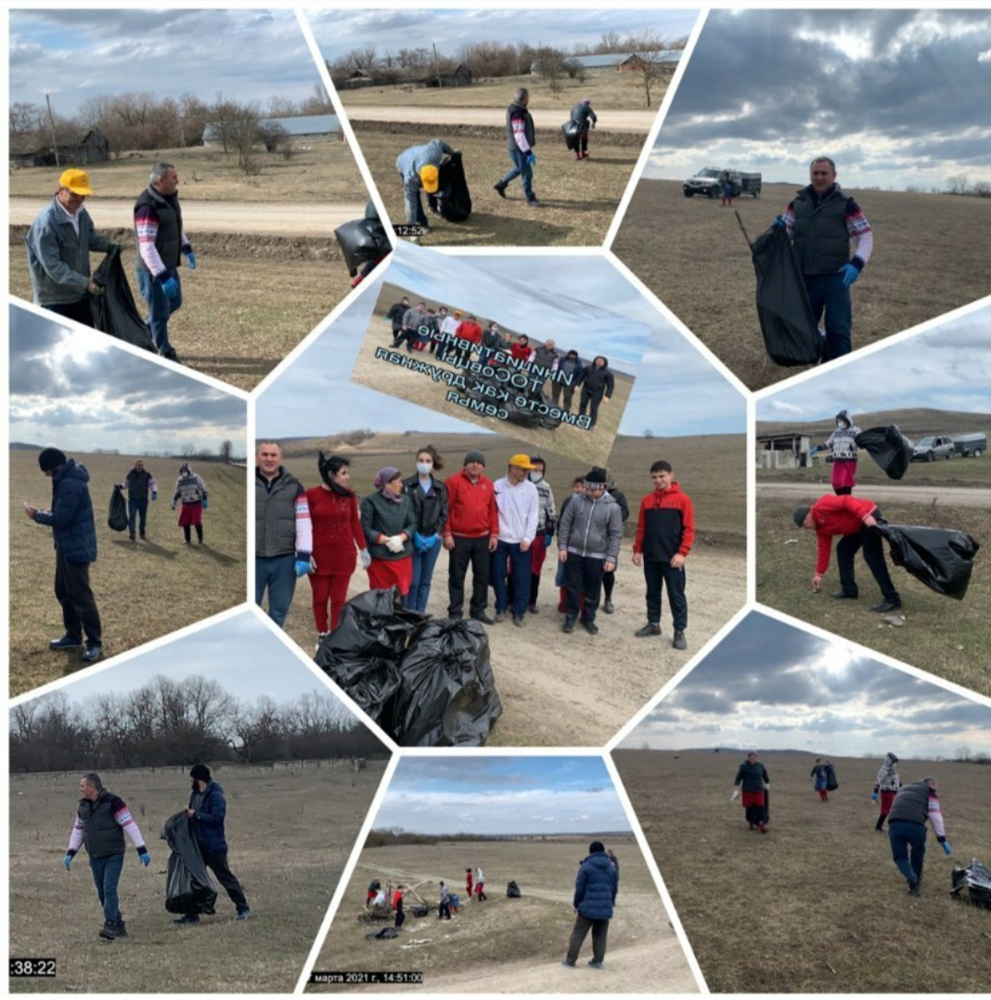 :12:52
Инициативные
ТОСовцы!!!
Вместе как дружная
семья
:38:22
марта 2021 г., 14:51:00